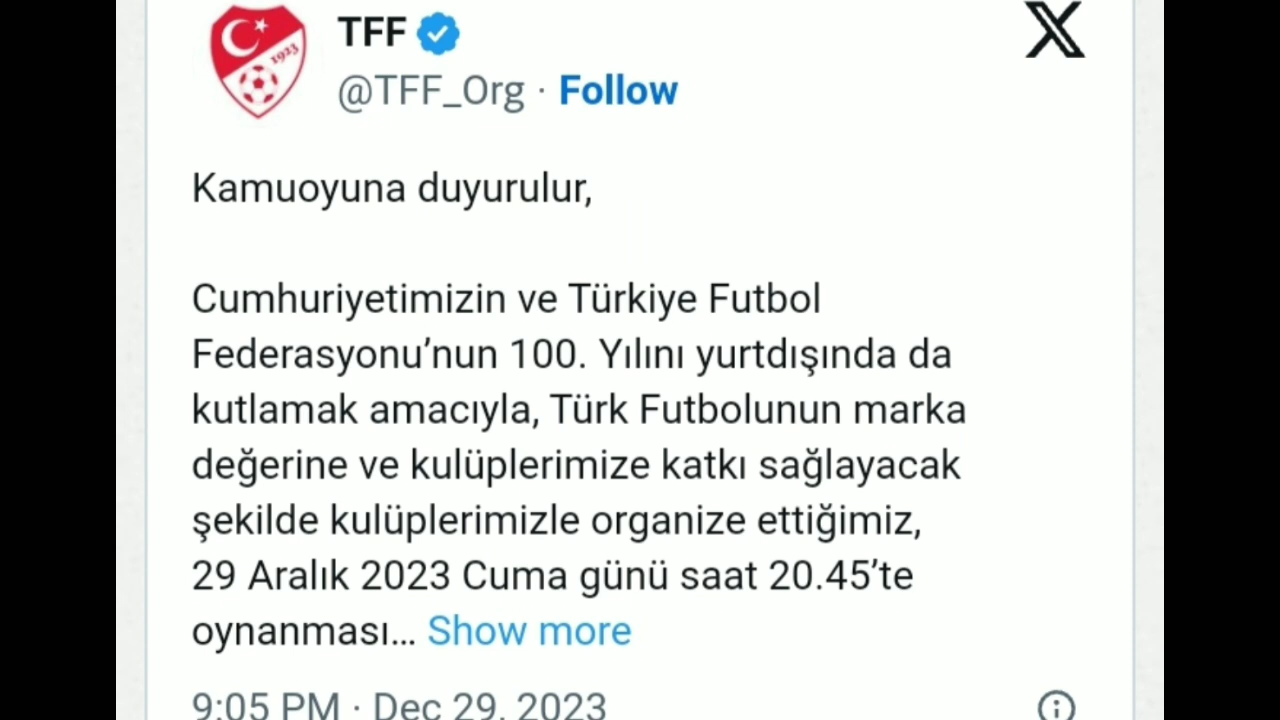 TFF
@TFF_Org · Follow
1923
Kamuoyuna duyurulur,
Cumhuriyetimizin ve Türkiye Futbol
Federasyonu’nun 100. Yılını yurtdışında da
kutlamak amacıyla, Türk Futbolunun marka
değerine ve kulüplerimize katkı sağlayacak
şekilde kulüplerimizle organize ettiğimiz,
29 Aralık 2023 Cuma günü saat 20.45’te
oynanması... Show more
9:05 PM · Dec 29, 2023